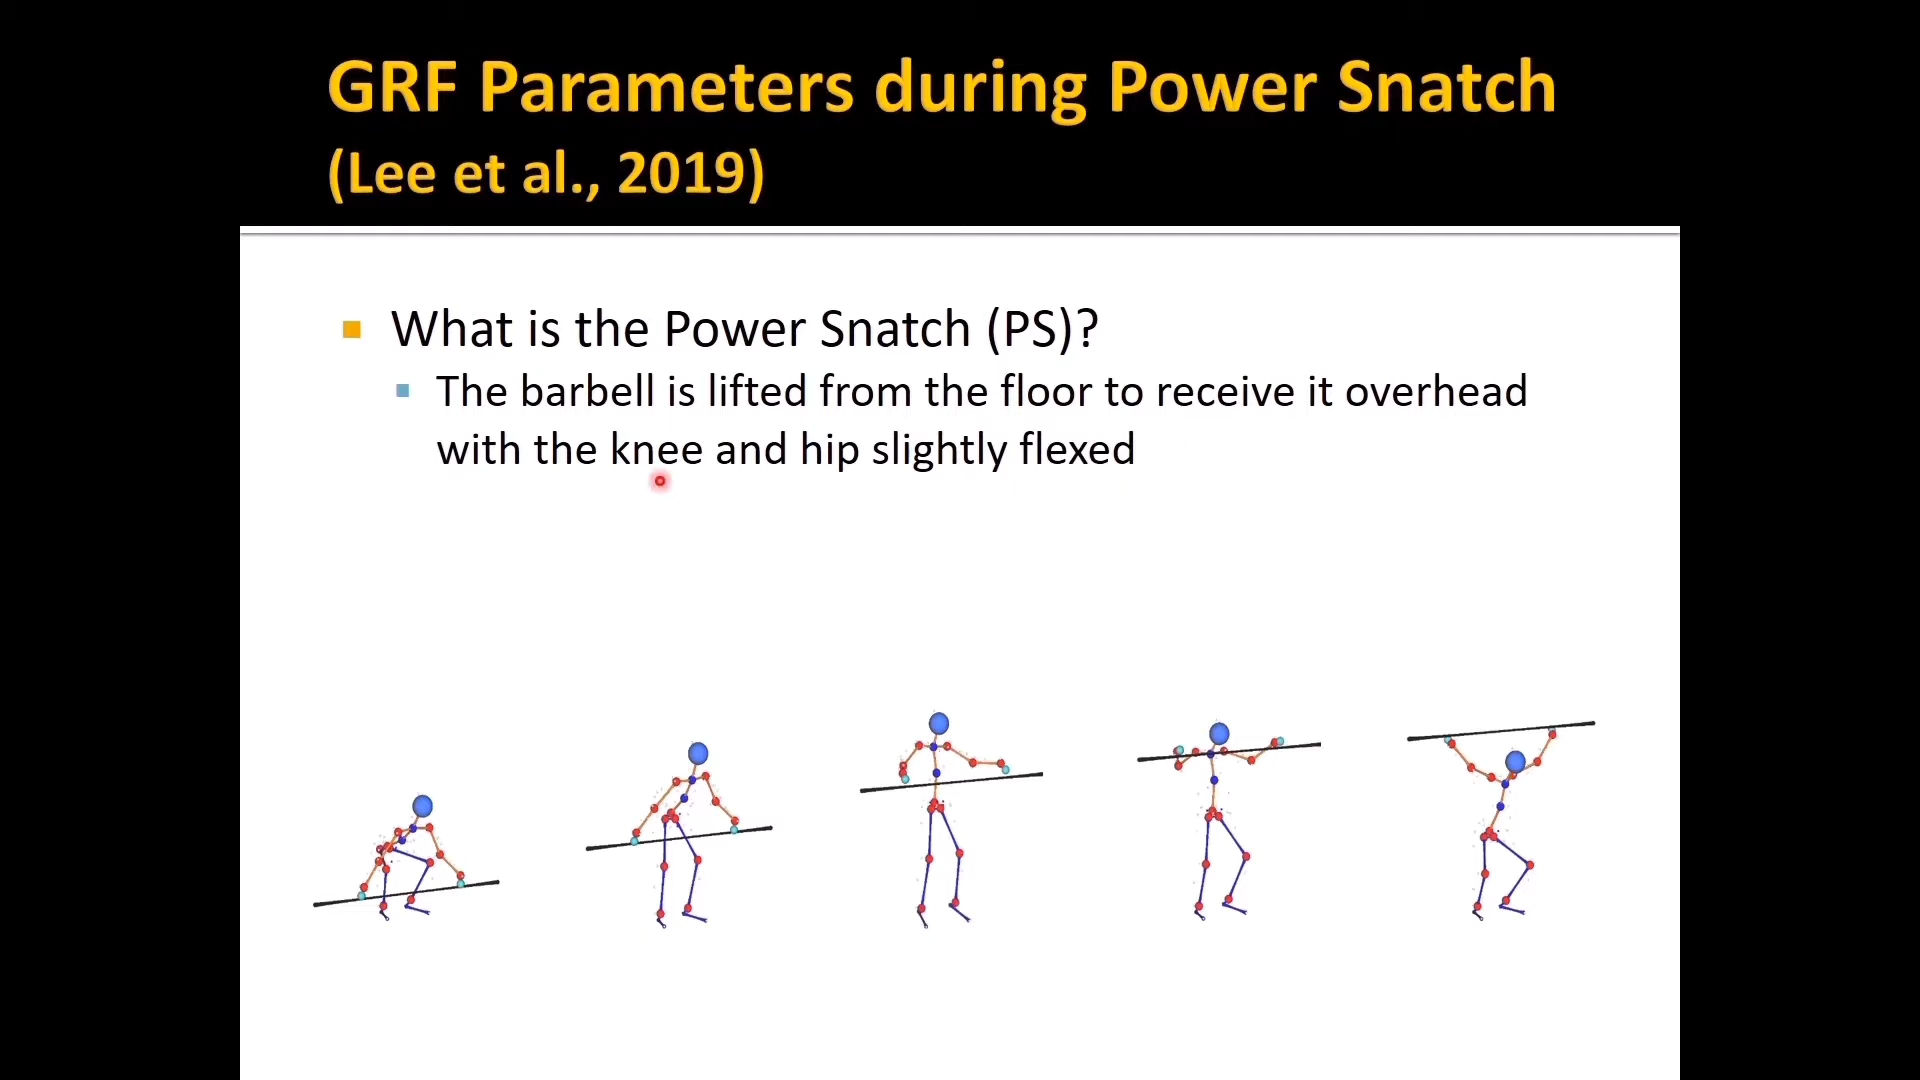 GRF Parameters during Power Snatch
(Lee et al., 2019)
What is the Power Snatch (PS)?
The barbell is lifted from the floor to receive it overhead
with the knee and hip slightly flexed